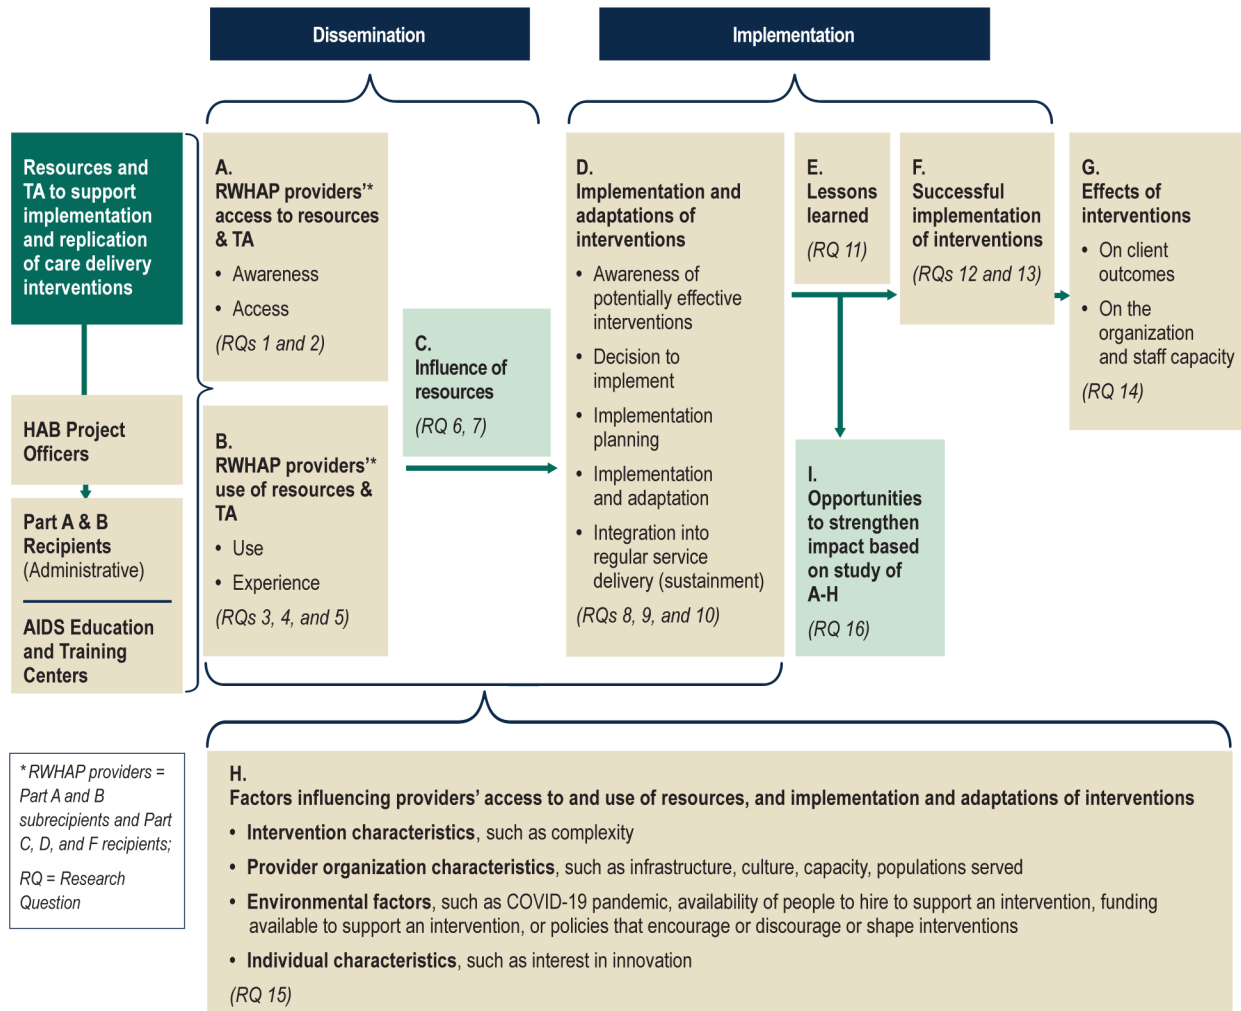 Dissemination
Implementation
Resources and
TA to support
implementation
and replication
of care delivery
interventions
HAB Project
Officers
Part A & B
Recipients
(Administrative)
AIDS Education
and Training
Centers
A.
RWHAP providers'*
access to resources
& TA
• Awareness
• Access
(RQs 1 and 2)
B.
RWHAP providers'*
use of resources &
TA
• Use
• Experience
(RQs 3, 4, and 5)
C.
Influence of
resources
(RQ 6, 7)
D.
Implementation and
adaptations of
interventions
• Awareness of
potentially effective
interventions
• Decision to
implement
• Implementation
planning
• Implementation
and adaptation
• Integration into
regular service
delivery (sustainment)
(RQs 8, 9, and 10)
E.
Lessons
learned
(RQ 11)
F.
Successful
implementation
of interventions
(RQs 12 and 13)
G.
Effects of
interventions
• On client
outcomes
• On the
organization
and staff capacity
(RQ 14)
I.
Opportunities
to strengthen
impact based
on study of
A-H
(RQ 16)
* RWHAP providers =
Part A and B
subrecipients and Part
C, D, and F recipients;
RQ = Research
Question
H.
Factors influencing providers' access to and use of resources, and implementation and adaptations of interventions
• Intervention characteristics, such as complexity
• Provider organization characteristics, such as infrastructure, culture, capacity, populations served
• Environmental factors, such as COVID-19 pandemic, availability of people to hire to support an intervention, funding
available to support an intervention, or policies that encourage or discourage or shape interventions
• Individual characteristics, such as interest in innovation
(RQ 15)